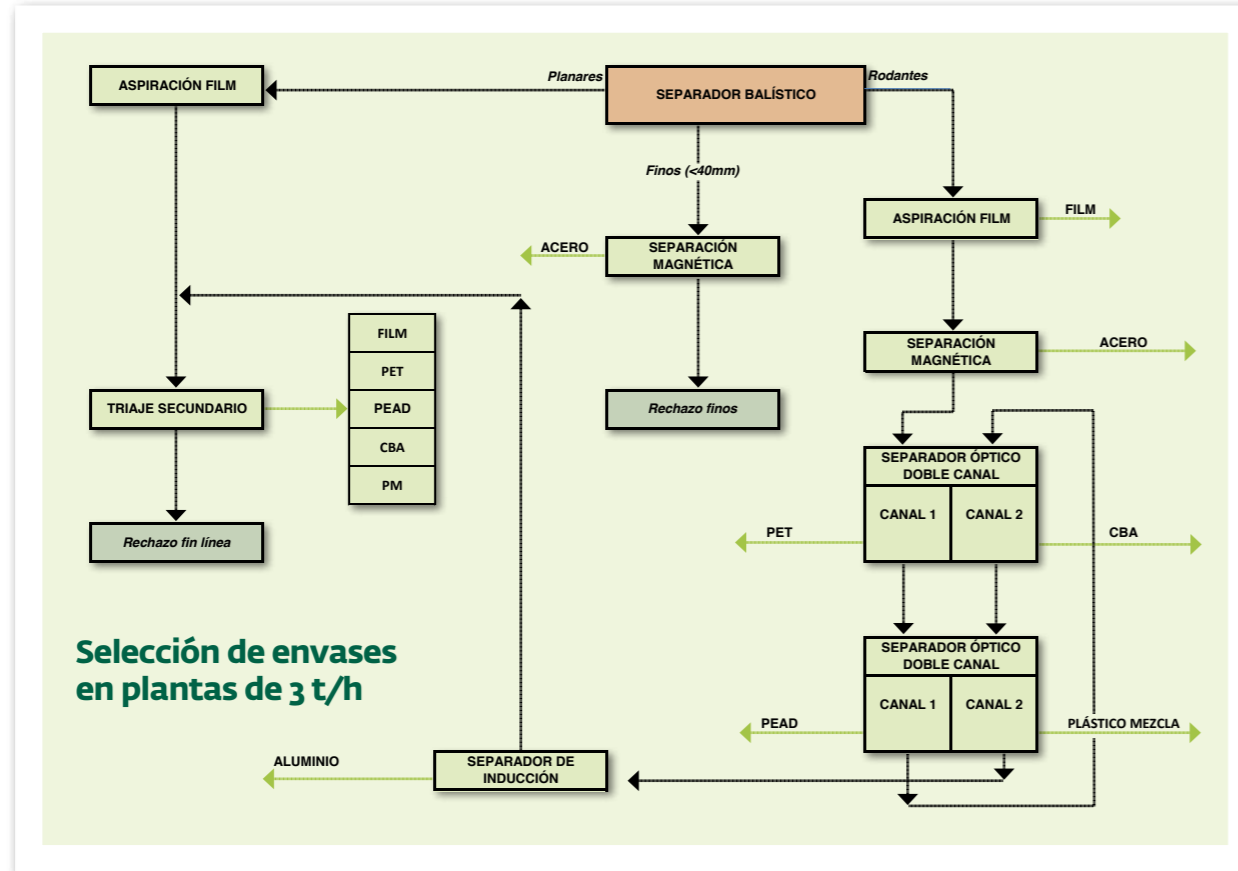 Planares
Rodantes
ASPIRACIÓN FILM
SEPARADOR BALÍSTICO
Finos (<40mm)
ASPIRACIÓN FILM
FILM
ACERO
SEPARACIÓN
MAGNÉTICA
SEPARACIÓN
MAGNÉTICA
ACERO
FILM
PET
PEAD
CBA
PM
TRIAJE SECUNDARIO
Rechazo finos
SEPARADOR ÓPTICO
DOBLE CANAL
CANAL 1
CANAL 2
PET
CBA
Rechazo fin línea
Selección de envases
en plantas de 3 t/h
SEPARADOR ÓPTICO
DOBLE CANAL
CANAL 1
CANAL 2
PEAD
PLÁSTICO MEZCLA
ALUMINIO
SEPARADOR DE
INDUCCIÓN